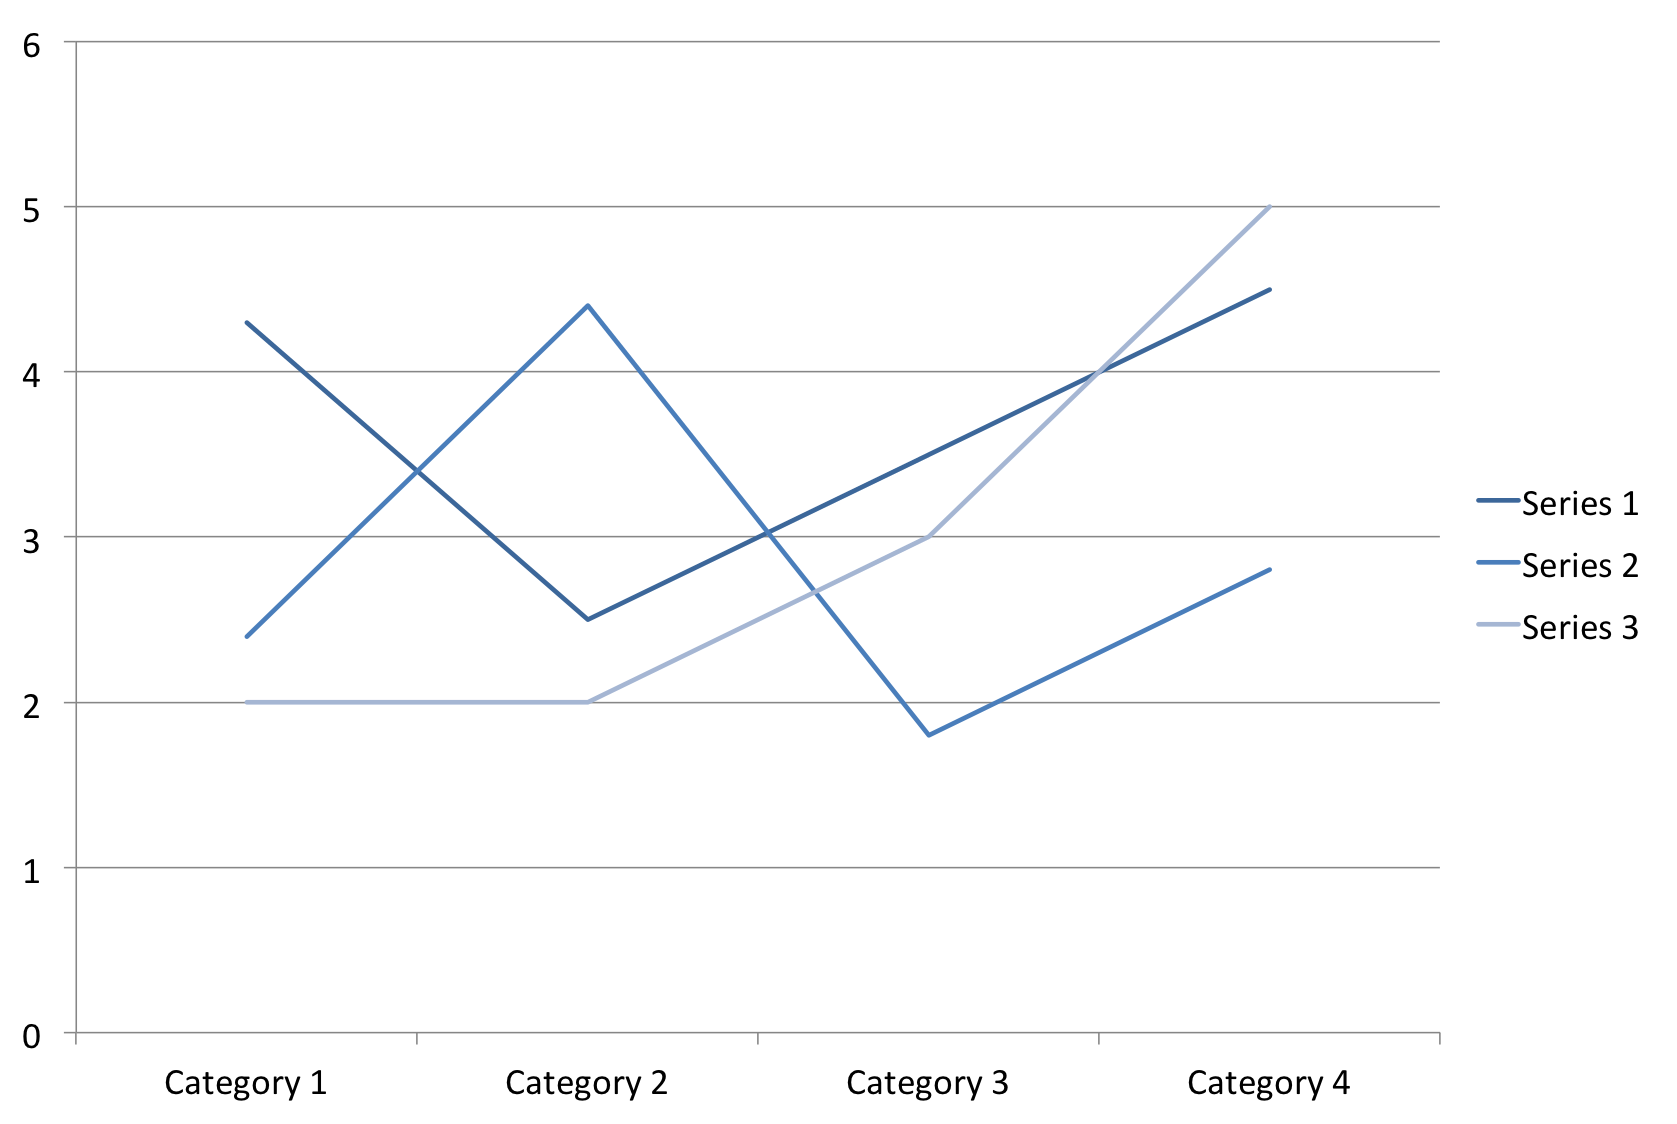 6
5
4
3
2
1
0
Category 1
Category 2
Category 3
Category 4
Series 1
Series 2
Series 3